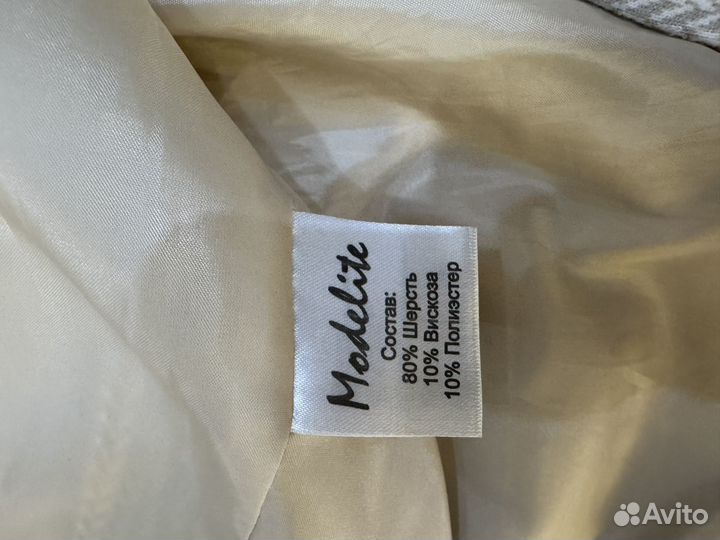 Modelite
Состав:
80% Шерсть
10% Вискоза
10% Полиэстер
Avito